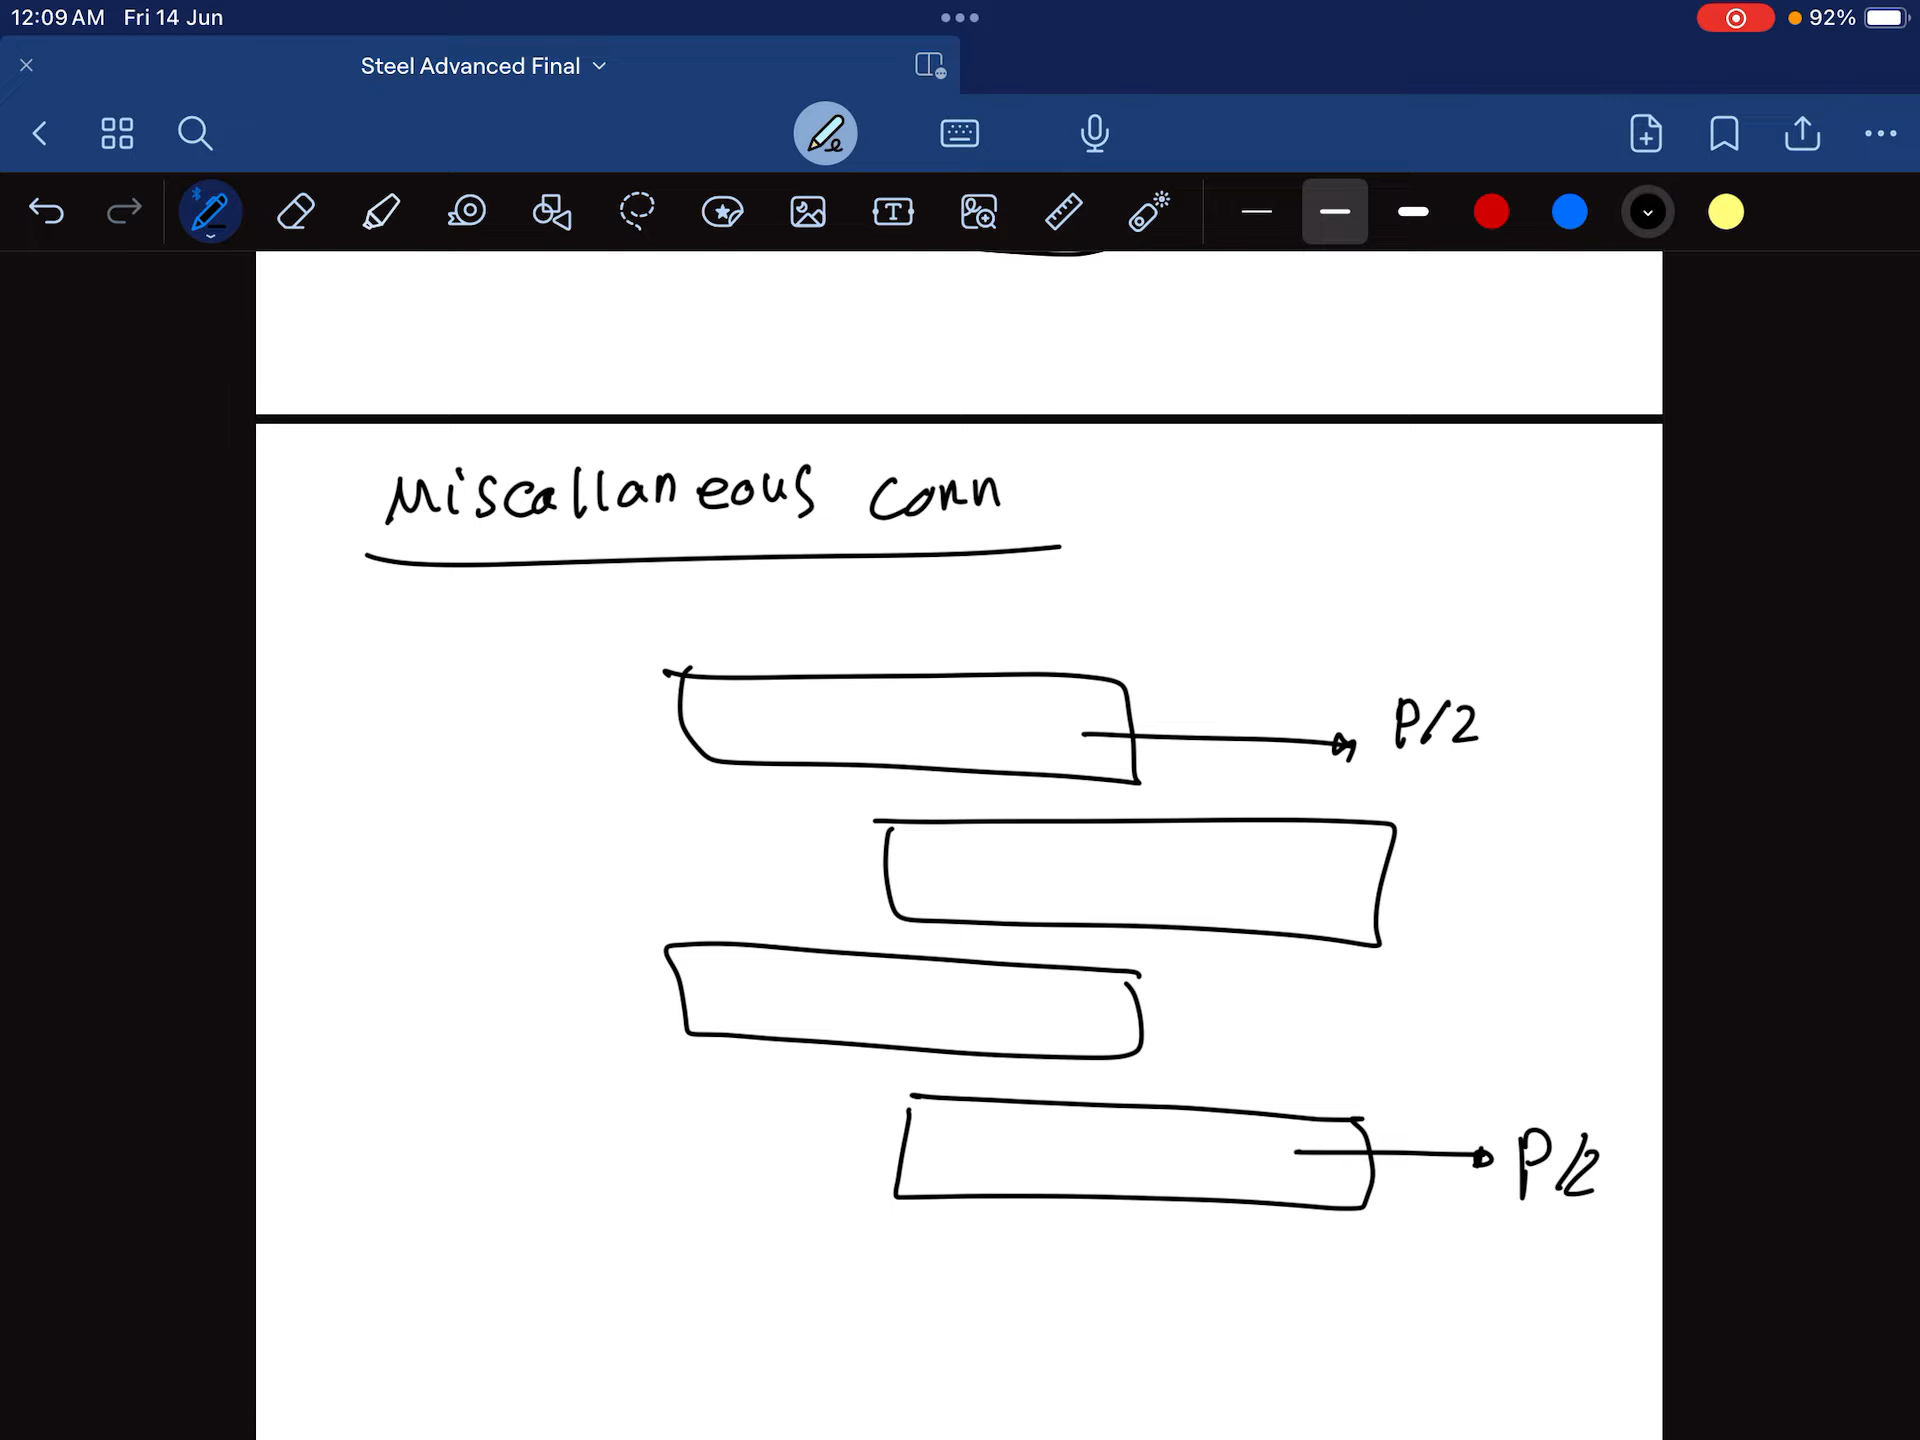 12:09 AM Fri 14 Jun
92%
Steel Advanced Final
Miscallaneous conn
P/2
P/2